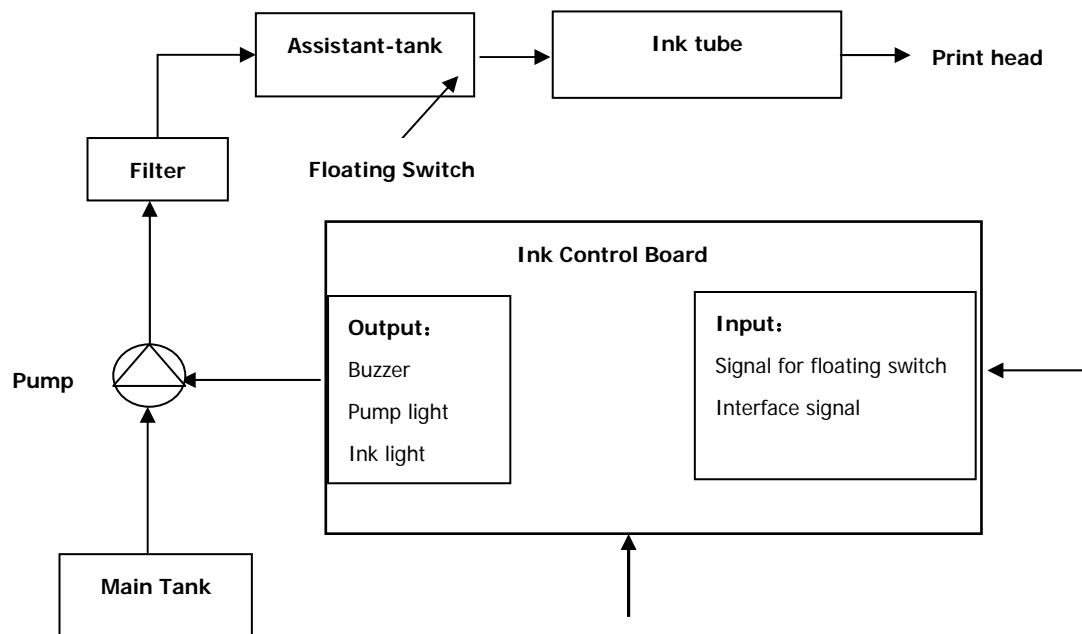 Assistant-tank
Ink tube
Print head
Filter
Floating Switch
Ink Control Board
Output：
Buzzer
Pump light
Ink light
Input：
Signal for floating switch
Interface signal
Pump
Main Tank